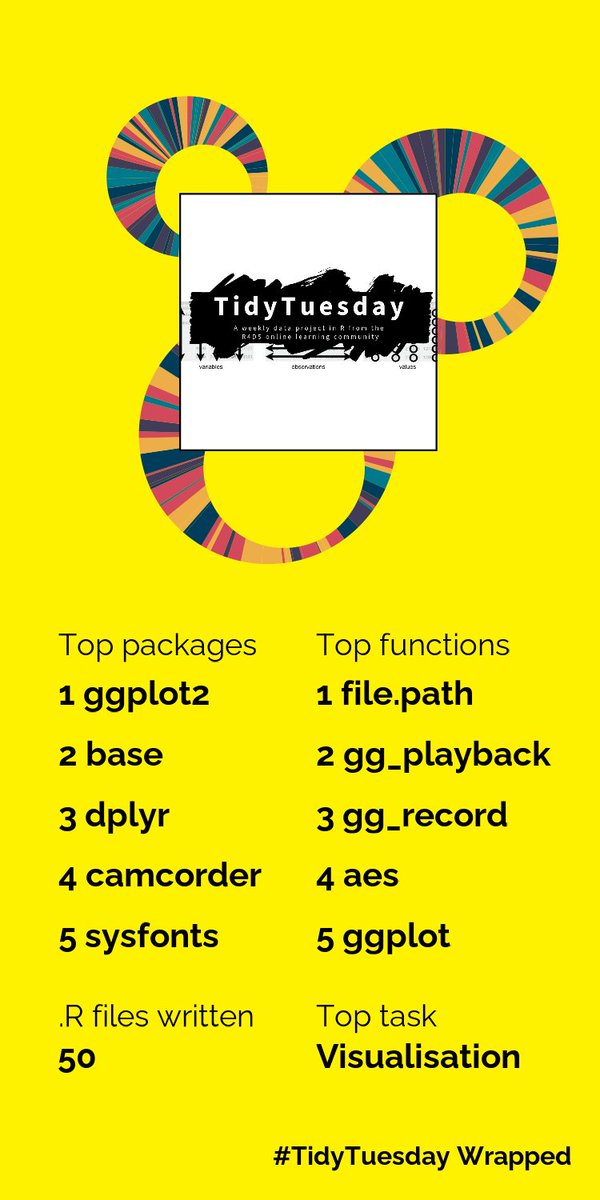 TidyTuesday
A weekly data project in R from the
R4DS online learning community
variables
observations
values
Top packages
1 ggplot2
2 base
3 dplyr
4 camcorder
5 sysfonts
Top functions
1 file.path
2 gg_playback
3 gg_record
4 aes
5 ggplot
.R files written
50
Top task
Visualisation
#TidyTuesday Wrapped